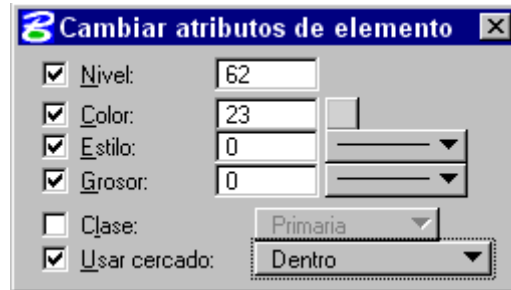 Cambiar atributos de elemento
Nivel: 62
Color: 23
Estilo: 0
Grosor: 0
Clase: Primaria
Usar cercado: Dentro